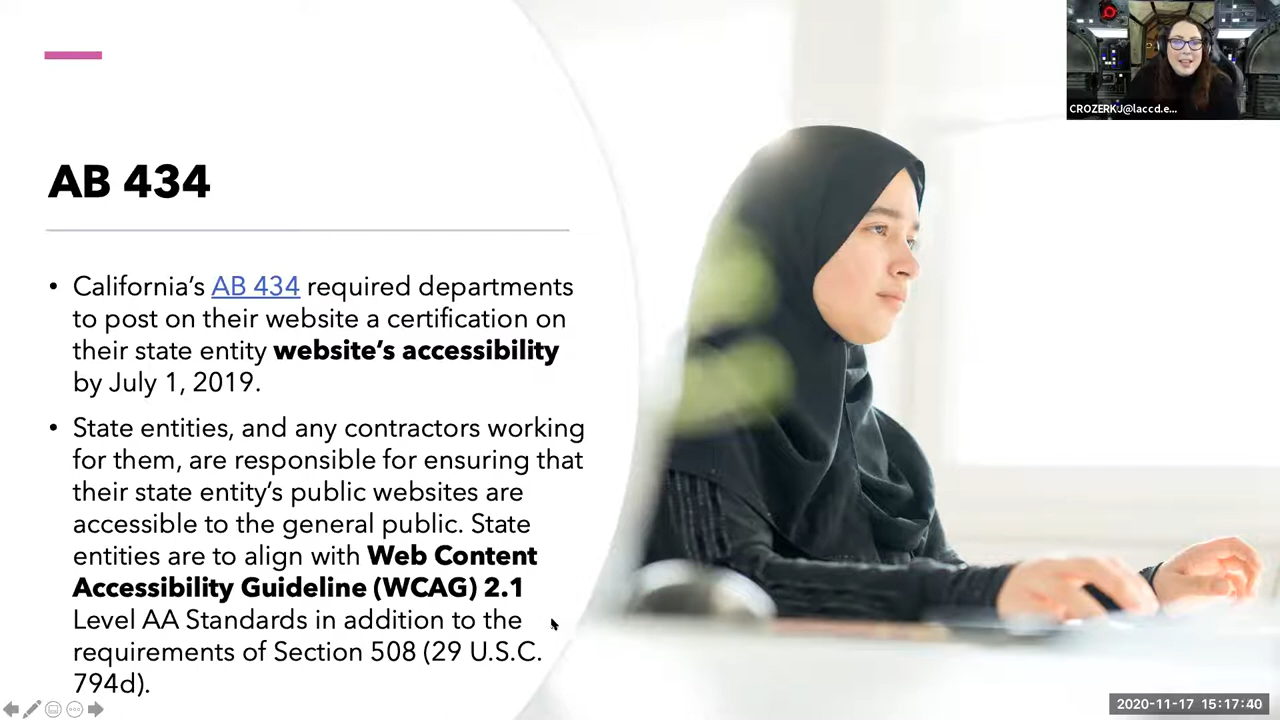 CROZERKJ@laccd.e...
AB 434
• California's AB 434 required departments
to post on their website a certification on
their state entity website's accessibility
by July 1, 2019.
• State entities, and any contractors working
for them, are responsible for ensuring that
their state entity's public websites are
accessible to the general public. State
entities are to align with Web Content
Accessibility Guideline (WCAG) 2.1
Level AA Standards in addition to the
requirements of Section 508 (29 U.S.C.
794d).
2020-11-17 15:17:40